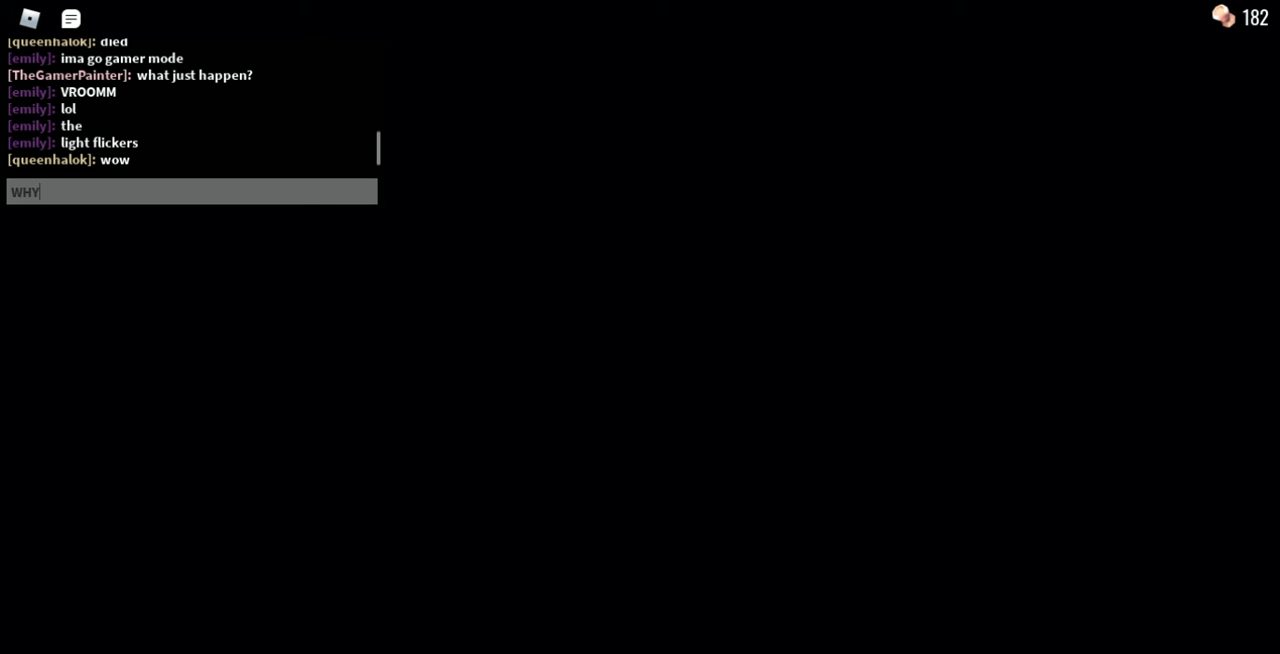 182
[queenhalok]: died
[emily]: ima go gamer mode
[TheGamerPainter]: what just happen?
[emily]: VROOMM
[emily]: lol
[emily]: the
[emily]: light flickers
[queenhalok]: wow
WHY